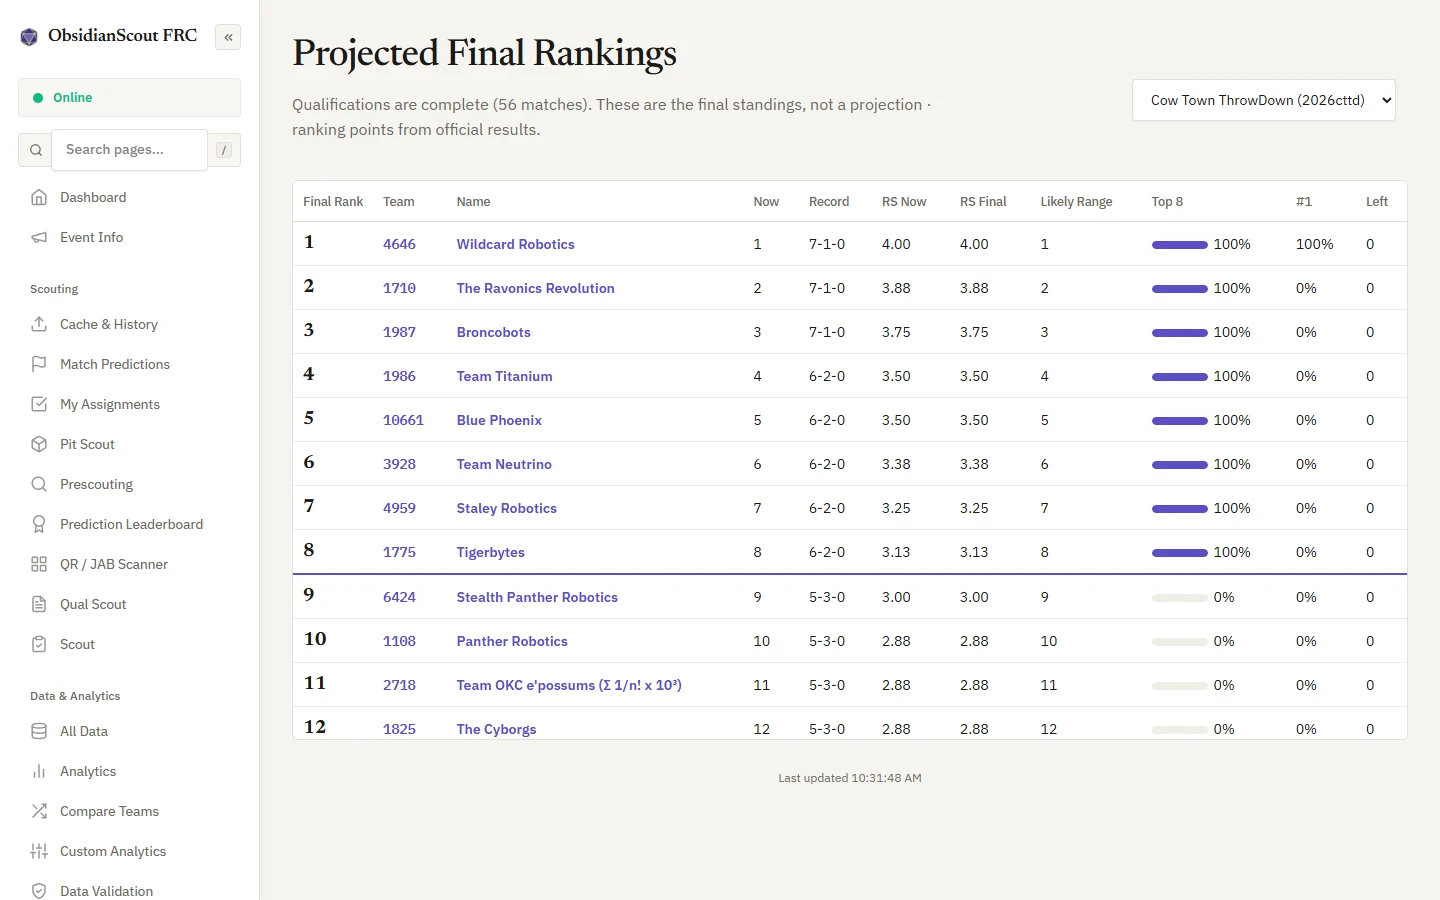 ObsidianScout FRC
«
Online
Search pages...
/
Dashboard
Event Info
Scouting
Cache & History
Match Predictions
My Assignments
Pit Scout
Prescouting
Prediction Leaderboard
QR / JAB Scanner
Qual Scout
Scout
Data & Analytics
All Data
Analytics
Compare Teams
Custom Analytics
Data Validation
Projected Final Rankings
Qualifications are complete (56 matches). These are the final standings, not a projection ·
ranking points from official results.
Cow Town ThrowDown (2026cttd)
Final Rank Team Name Now Record RS Now RS Final Likely Range Top 8 #1 Left
1 4646 Wildcard Robotics 1 7-1-0 4.00 4.00 1 100% 100% 0
2 1710 The Ravonics Revolution 2 7-1-0 3.88 3.88 2 100% 0% 0
3 1987 Broncobots 3 7-1-0 3.75 3.75 3 100% 0% 0
4 1986 Team Titanium 4 6-2-0 3.50 3.50 4 100% 0% 0
5 10661 Blue Phoenix 5 6-2-0 3.50 3.50 5 100% 0% 0
6 3928 Team Neutrino 6 6-2-0 3.38 3.38 6 100% 0% 0
7 4959 Staley Robotics 7 6-2-0 3.25 3.25 7 100% 0% 0
8 1775 Tigerbytes 8 6-2-0 3.13 3.13 8 100% 0% 0
9 6424 Stealth Panther Robotics 9 5-3-0 3.00 3.00 9 0% 0% 0
10 1108 Panther Robotics 10 5-3-0 2.88 2.88 10 0% 0% 0
11 2718 Team OKC e'possums (Σ 1/n! x 10³) 11 5-3-0 2.88 2.88 11 0% 0% 0
12 1825 The Cyborgs 12 5-3-0 2.88 2.88 12 0% 0% 0
Last updated 10:31:48 AM